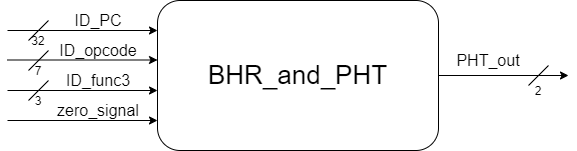 ID_PC
32
ID_opcode
7
ID_func3
3
zero_signal
BHR_and_PHT
PHT_out
2